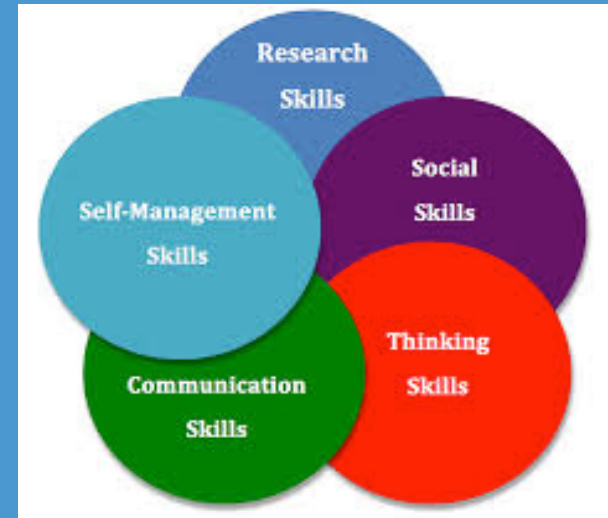 Research
Skills
Social
Skills
Self-Management
Skills
Thinking
Skills
Communication
Skills